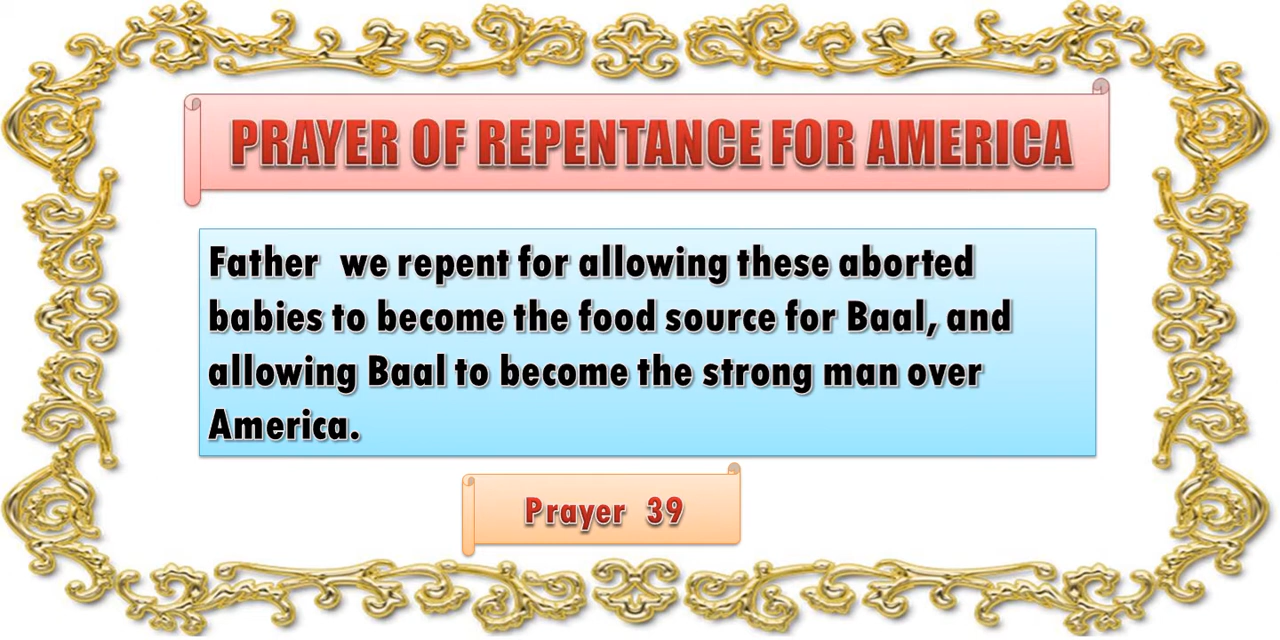 PRAYER OF REPENTANCE FOR AMERICA
Father  we repent for allowing these aborted
babies to become the food source for Baal, and
allowing Baal to become the strong man over
America.
Prayer  39